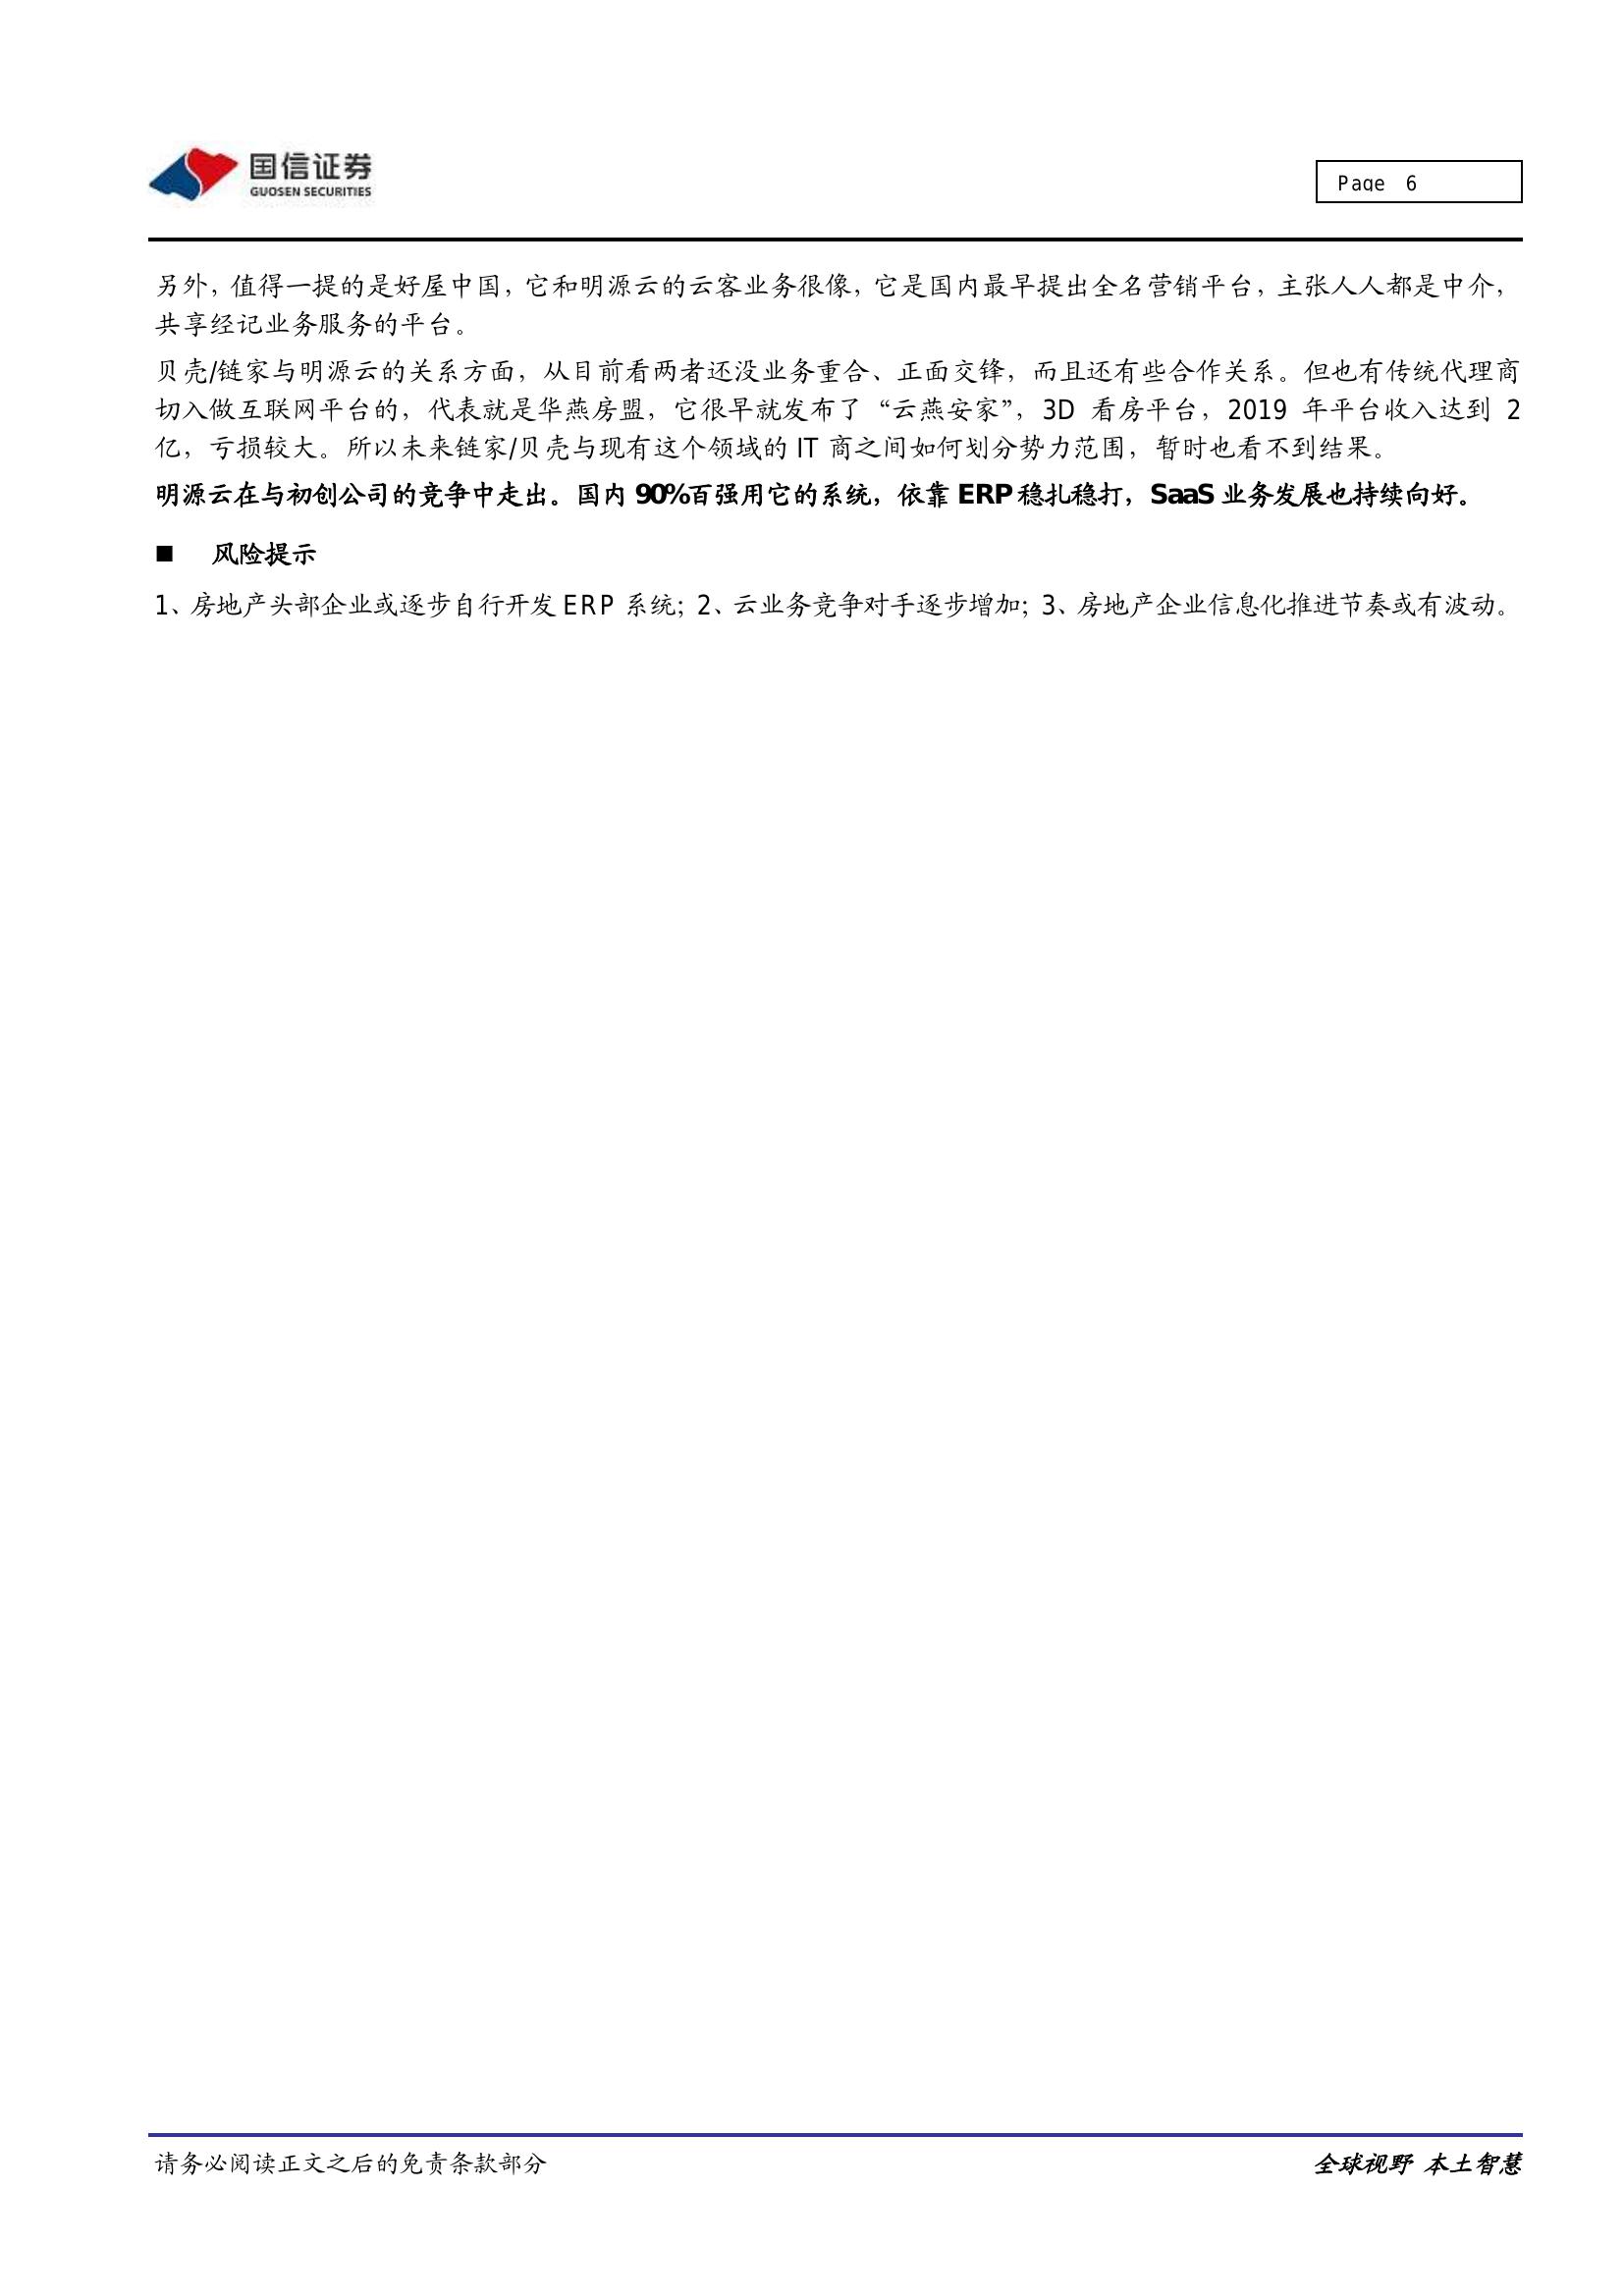 国信证券
GUOSEN SECURITIES
Page 6
另外，值得一提的是好屋中国，它和明源云的云客业务很像，它是国内最早提出全名营销平台，主张人人都是中介，
共享经记业务服务的平台。
贝壳/链家与明源云的关系方面，从目前看两者还没业务重合、正面交锋，而且还有些合作关系。但也有传统代理商
切入做互联网平台的，代表就是华燕房盟，它很早就发布了“云燕安家”，3D 看房平台，2019 年平台收入达到 2
亿，亏损较大。所以未来链家/贝壳与现有这个领域的 IT 商之间如何划分势力范围，暂时也看不到结果。
明源云在与初创公司的竞争中走出。国内 90%百强用它的系统，依靠 ERP 稳扎稳打，SaaS 业务发展也持续向好。
■ 风险提示
1、房地产头部企业或逐步自行开发 ERP 系统；2、云业务竞争对手逐步增加；3、房地产企业信息化推进节奏或有波动。
请务必阅读正文之后的免责条款部分
全球视野 本土智慧